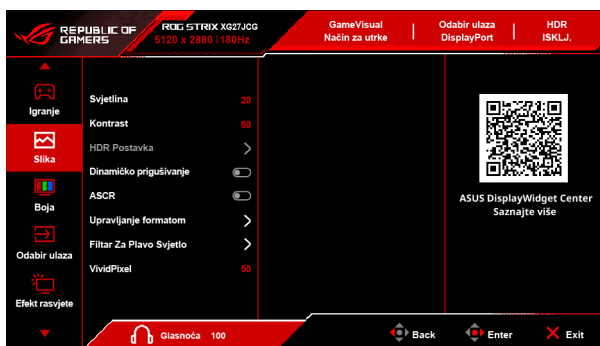 REPUBLIC OF
GAMERS
ROG STRIX XG27JCG
5120 x 2880 | 180Hz
GameVisual
Način za utrke
Odabir ulaza
DisplayPort
HDR
ISKLJ.
Igranje
Slika
Boja
Odabir ulaza
Efekt rasvjete
Svjetlina 20
Kontrast 80
HDR Postavka
Dinamičko prigušivanje
ASCR
Upravljanje formatom
Filtar Za Plavo Svjetlo
VividPixel 50
ASUS DisplayWidget Center
Saznajte više
Glasnoća 100
Back
Enter
Exit